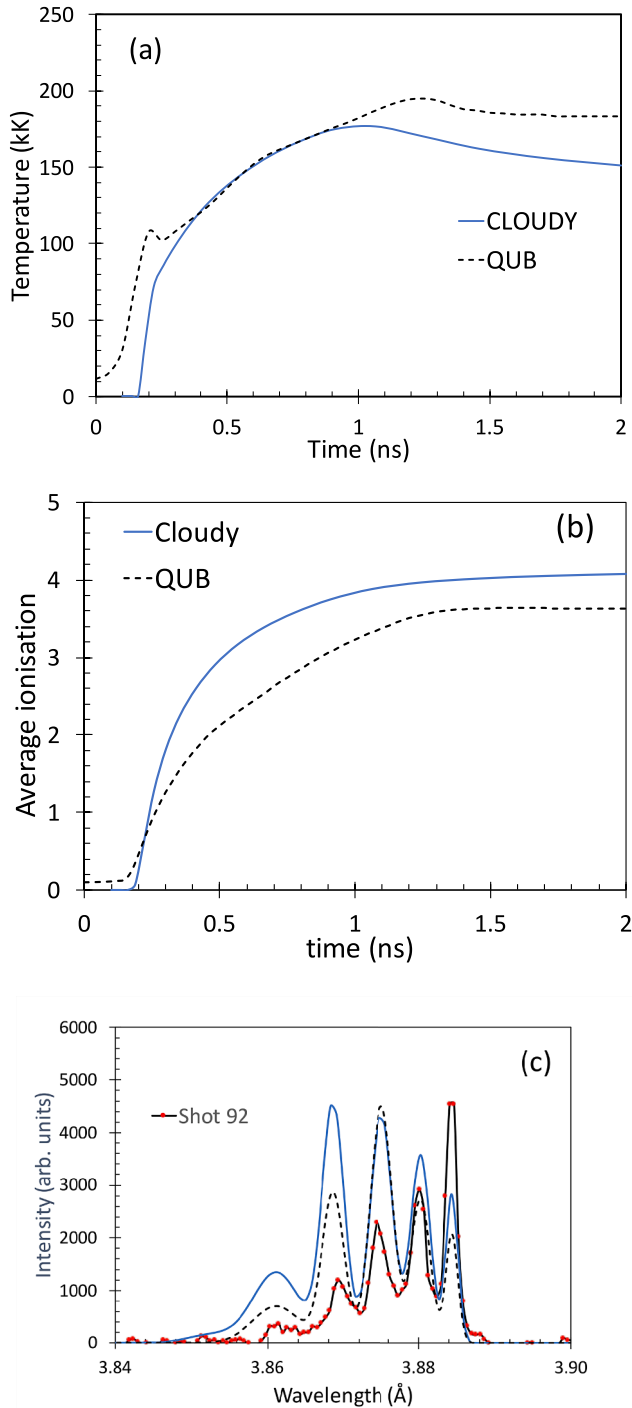 (a)
250
200
150
100
50
0
Temperature (kK)
CLOUDY
QUB
0 0.5 1 1.5 2
Time (ns)
(b)
5
4
3
2
1
0
Average ionisation
Cloudy
QUB
0 0.5 1 1.5 2
time (ns)
(c)
6000
5000
4000
3000
2000
1000
0
Intensity (arb. units)
Shot 92
3.84 3.86 3.88 3.90
Wavelength (Å)